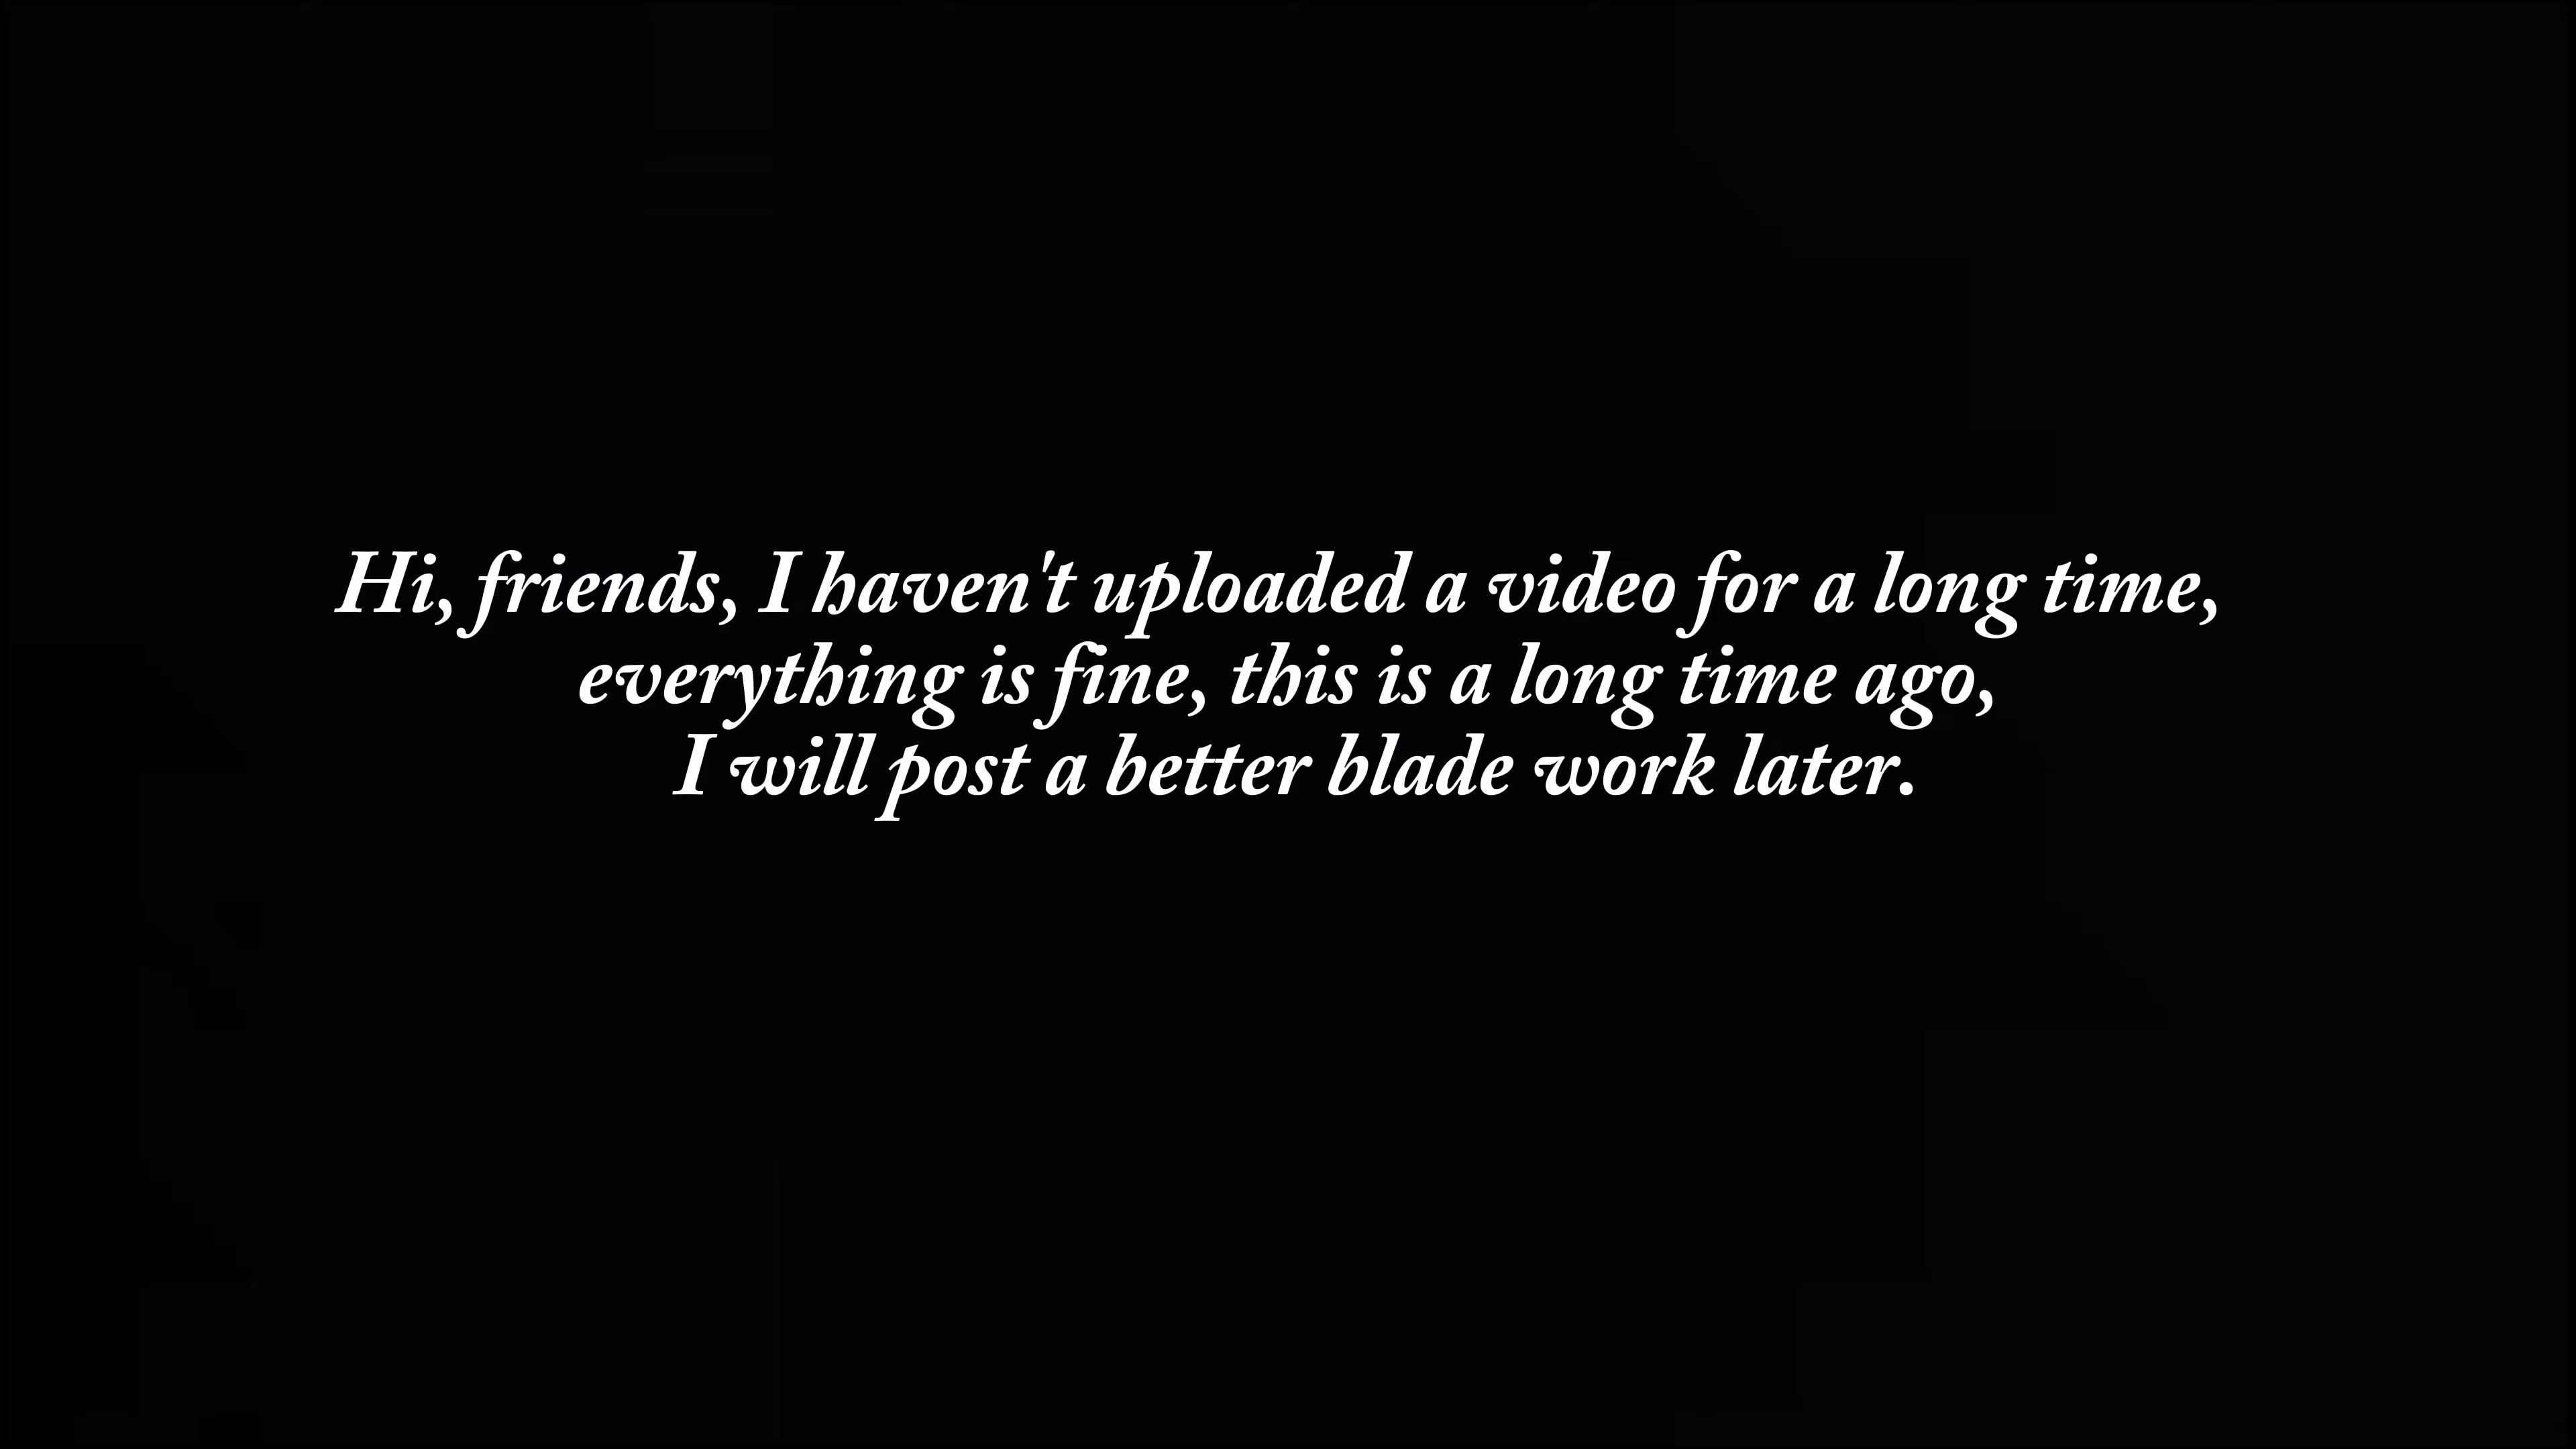 Hi, friends, I haven't uploaded a video for a long time,
everything is fine, this is a long time ago,
I will post a better blade work later.